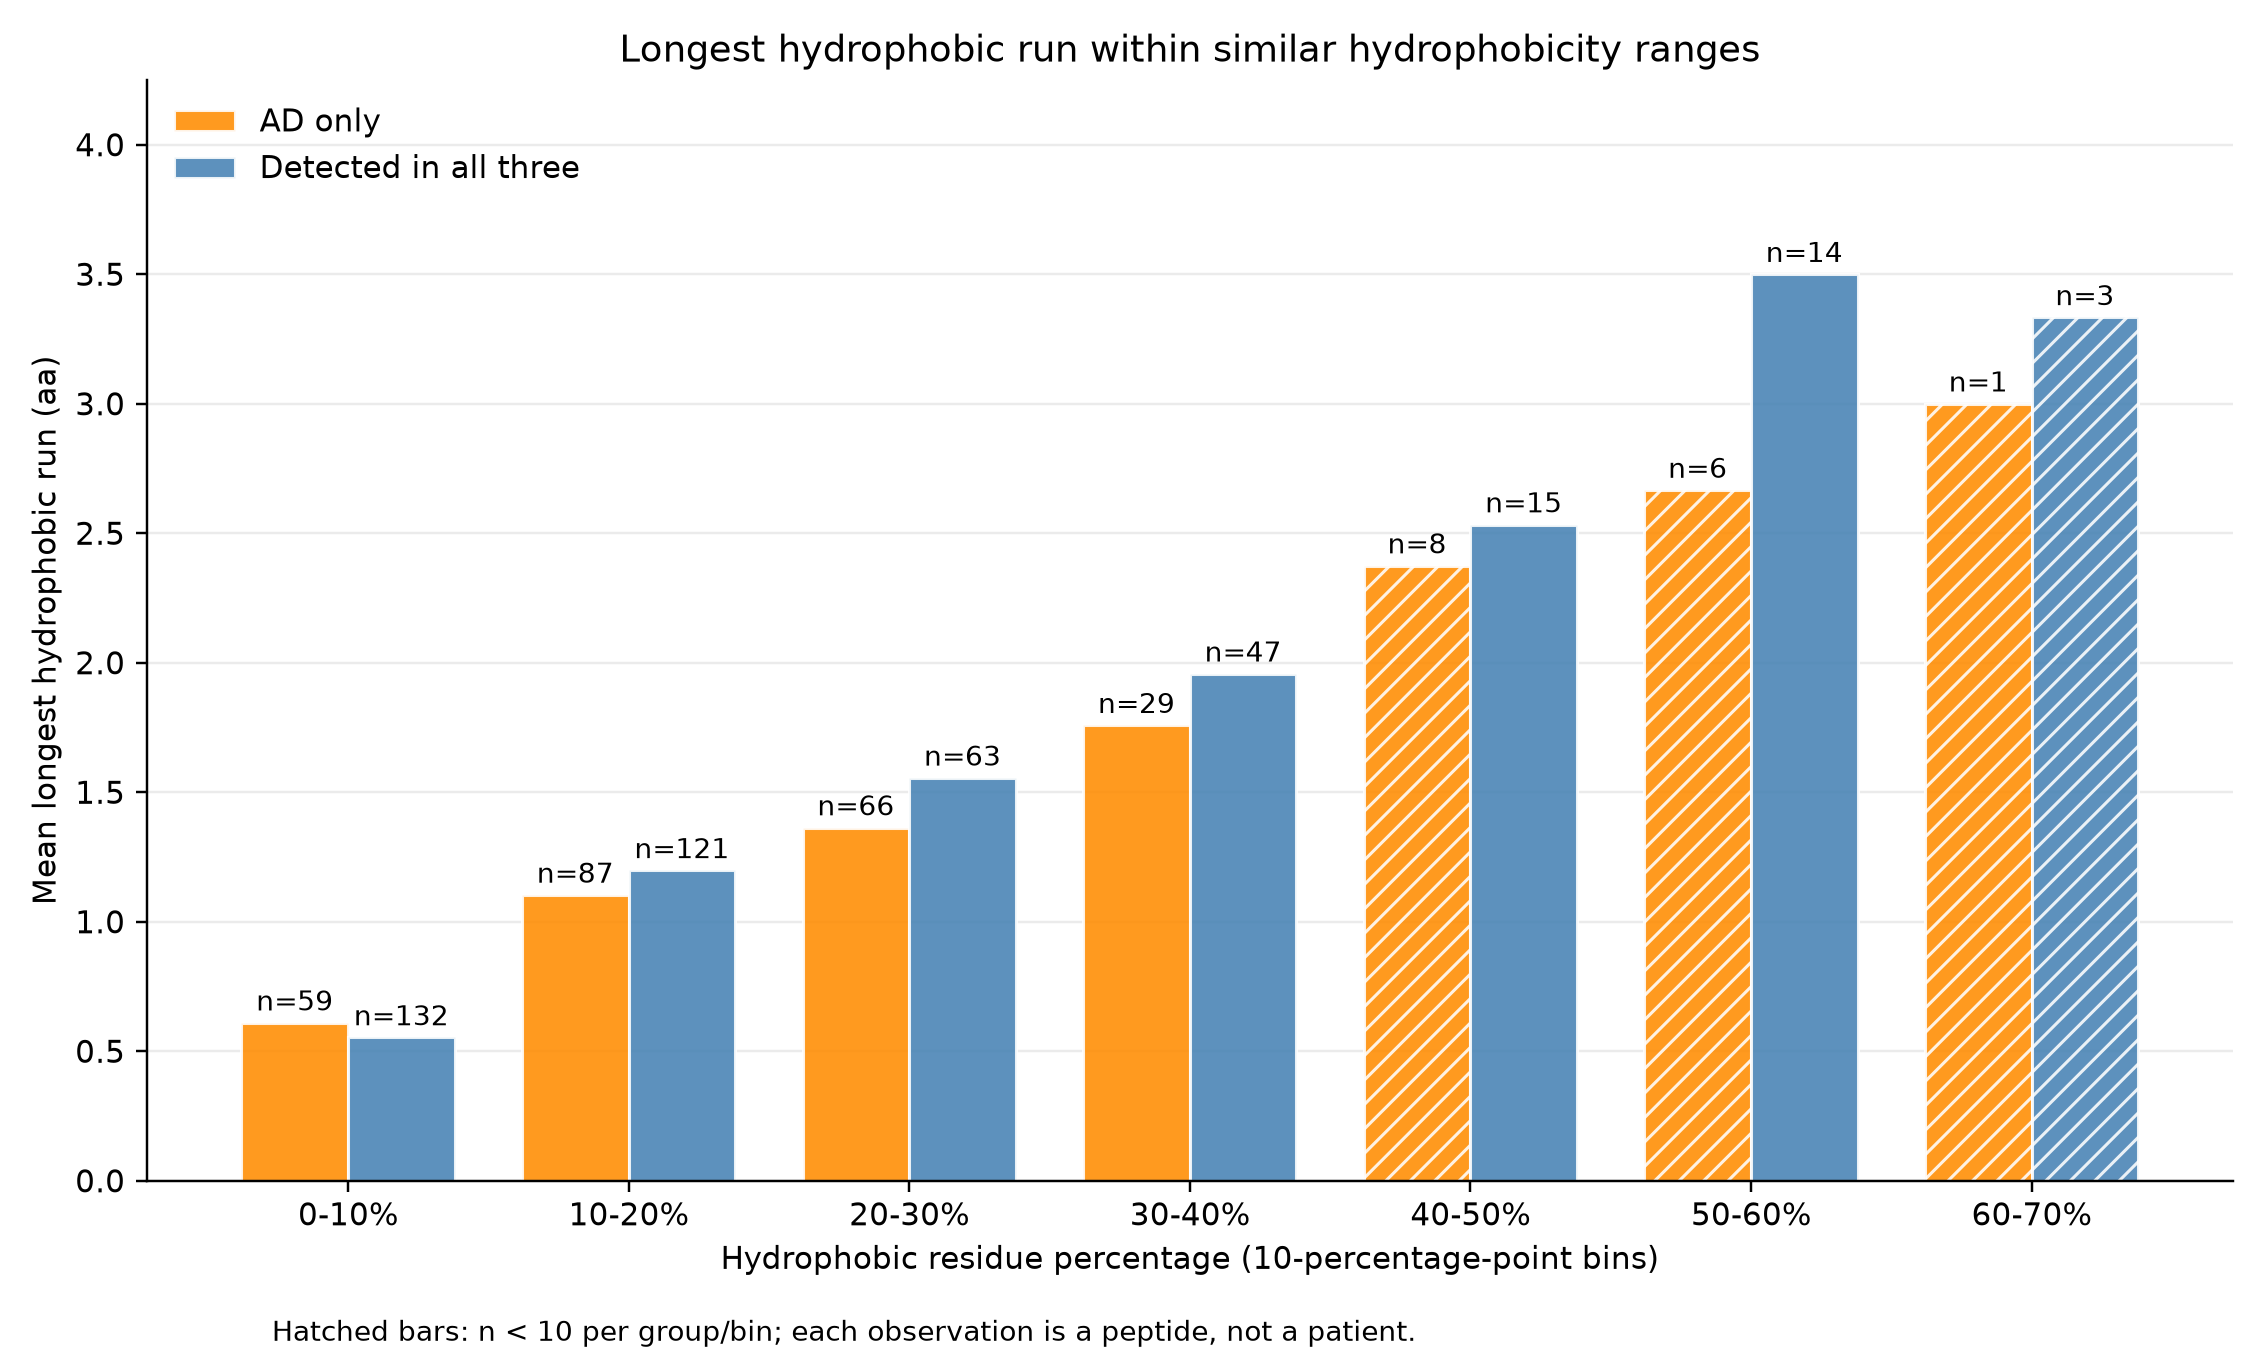 Longest hydrophobic run within similar hydrophobicity ranges
AD only
Detected in all three
Mean longest hydrophobic run (aa)
4.0
3.5
3.0
2.5
2.0
1.5
1.0
0.5
0.0
n=59
n=132
n=87
n=121
n=66
n=63
n=29
n=47
n=8
n=15
n=6
n=14
n=1
n=3
0-10%
10-20%
20-30%
30-40%
40-50%
50-60%
60-70%
Hydrophobic residue percentage (10-percentage-point bins)
Hatched bars: n < 10 per group/bin; each observation is a peptide, not a patient.